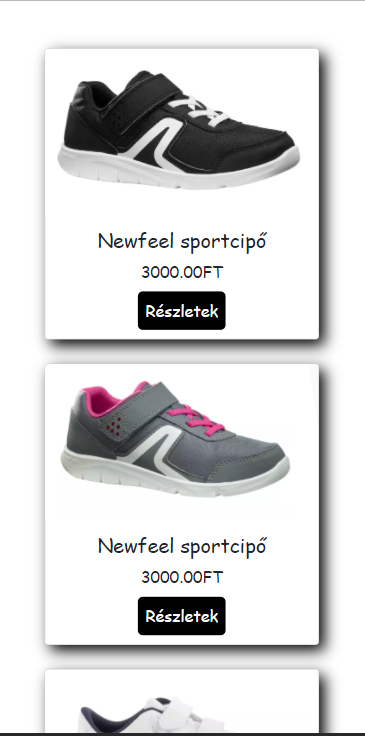 Newfeel sportcipő
3000.00FT
Részletek
Newfeel sportcipő
3000.00FT
Részletek